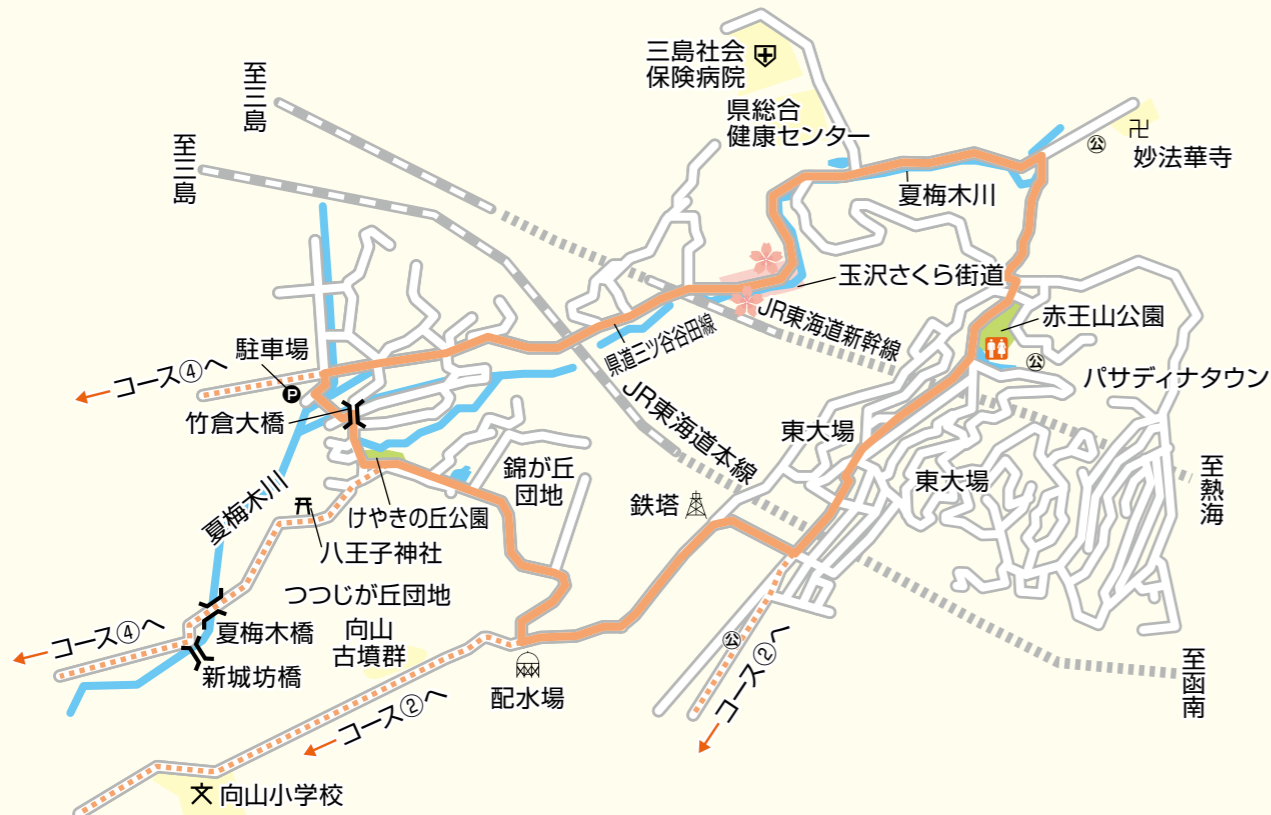 三島社会
保険病院
県総合
健康センター
至三島
至三島
公
卍
妙法華寺
夏梅木川
玉沢さくら街道
JR東海道新幹線
赤王山公園
県道三ツ谷谷田線
公
パサディナタウン
駐車場
P
コース④へ
竹倉大橋
JR東海道本線
東大場
東大場
錦が丘
団地
鉄塔
至熱海
夏梅木川
けやきの丘公園
八王子神社
つつじが丘団地
コース④へ
夏梅木橋
向山
古墳群
新城坊橋
配水場
公
コース②へ
コース②へ
至函南
文
向山小学校